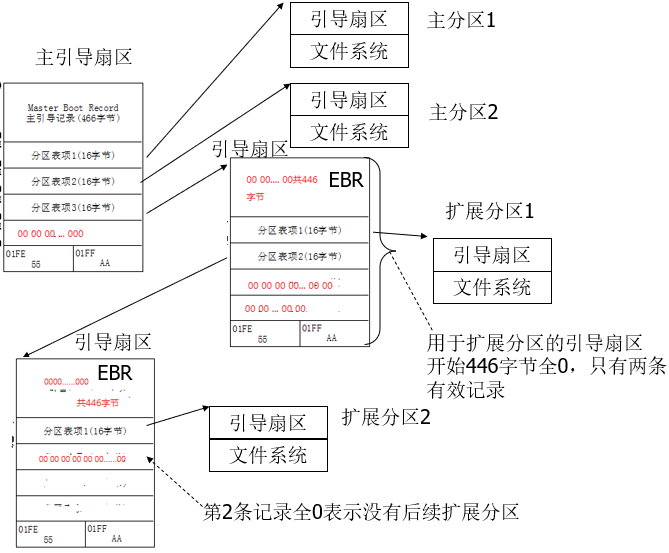 引导扇区
主分区1
文件系统
主引导扇区
引导扇区
主分区2
文件系统
Master Boot Record
主引导记录(466字节)
分区表项1(16字节)
分区表项2(16字节)
分区表项3(16字节)
00 00 00.... 000
01FE
55
01FF
AA
引导扇区
00 00.... 00共446
字节
EBR
分区表项1(16字节)
分区表项2(16字节)
00 00 00 00... 00 00
00 00 ... 00 00
01FE
55
01FF
AA
扩展分区1
引导扇区
文件系统
用于扩展分区的引导扇区
开始446字节全0，只有两条
有效记录
引导扇区
EBR
0000......000
共446字节
分区表项1(16字节)
00 00 00 00 00 00......00
01FE
55
01FF
AA
引导扇区
扩展分区2
文件系统
第2条记录全0表示没有后续扩展分区